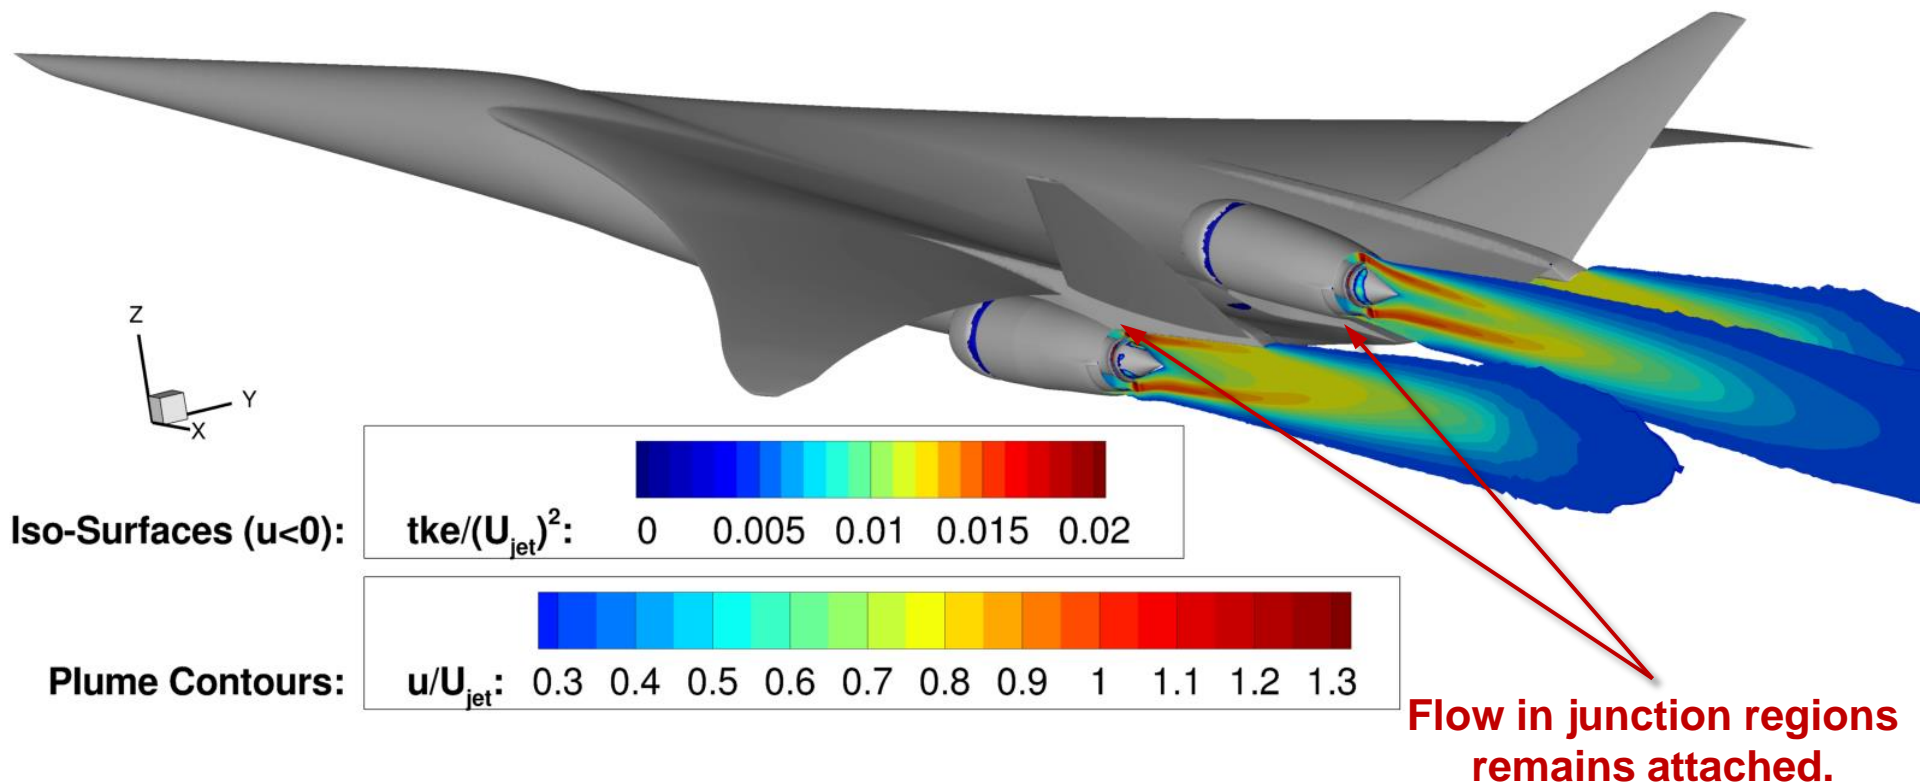 Z
Y
X
Iso-Surfaces (u<0): tke/(U_jet)^2: 0 0.005 0.01 0.015 0.02
Plume Contours: u/U_jet: 0.3 0.4 0.5 0.6 0.7 0.8 0.9 1 1.1 1.2 1.3
Flow in junction regions
remains attached.